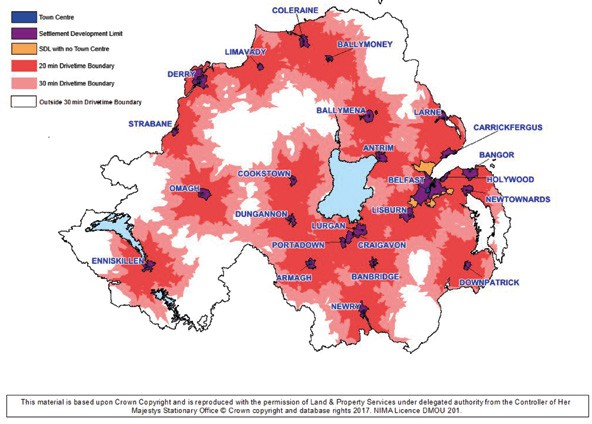 Town Centre
Settlement Development Limit
SDL with no Town Centre
20 min Drivetime Boundary
30 min Drivetime Boundary
Outside 30 min Drivetime Boundary
COLERAINE
LIMAVADY
BALLYMONEY
DERRY
STRABANE
BALLYMENA
LARNE
CARRICKFERGUS
ANTRIM
BANGOR
COOKSTOWN
BELFAST
HOLYWOOD
OMAGH
NEWTOWNARDS
DUNGANNON
LISBURN
LURGAN
PORTADOWN
CRAIGAVON
ENNISKILLEN
ARMAGH
BANBRIDGE
DOWNPATRICK
NEWRY
This material is based upon Crown Copyright and is reproduced with the permission of Land & Property Services under delegated authority from the Controller of Her
Majestys Stationary Office © Crown copyright and database rights 2017. NIMA Licence DMOU 201.